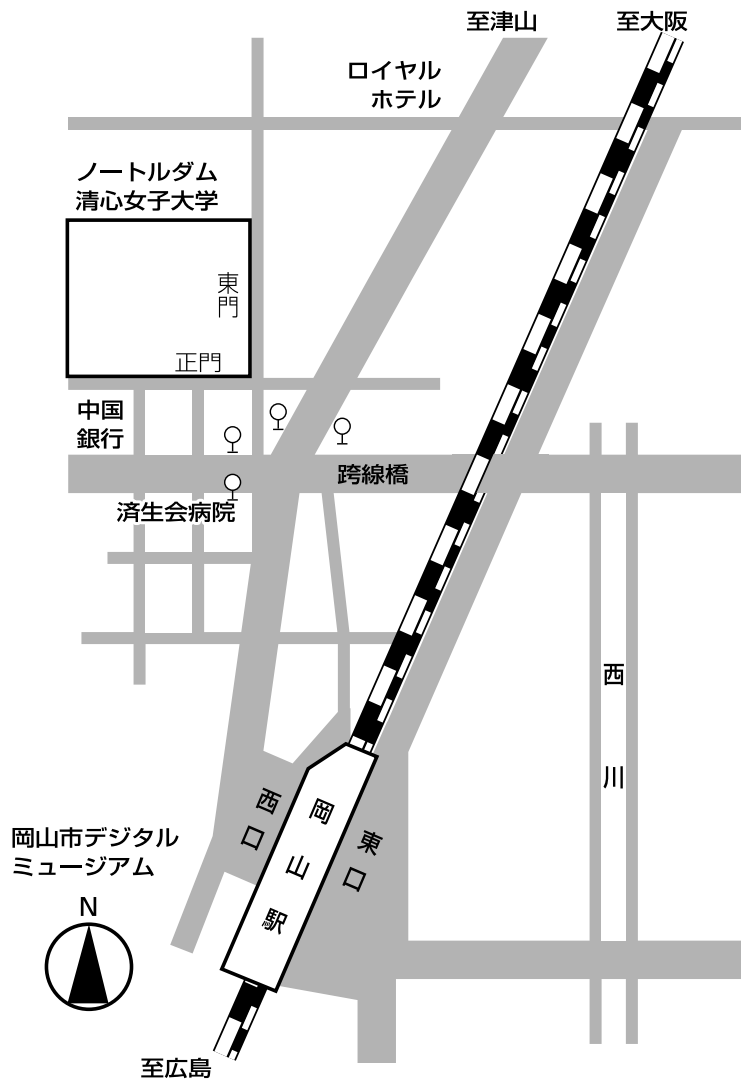 至津山
至大阪
ロイヤル
ホテル
ノートルダム
清心女子大学
東門
正門
中国
銀行
跨線橋
済生会病院
西川
西口
岡山駅
東口
岡山市デジタル
ミュージアム
N
至広島